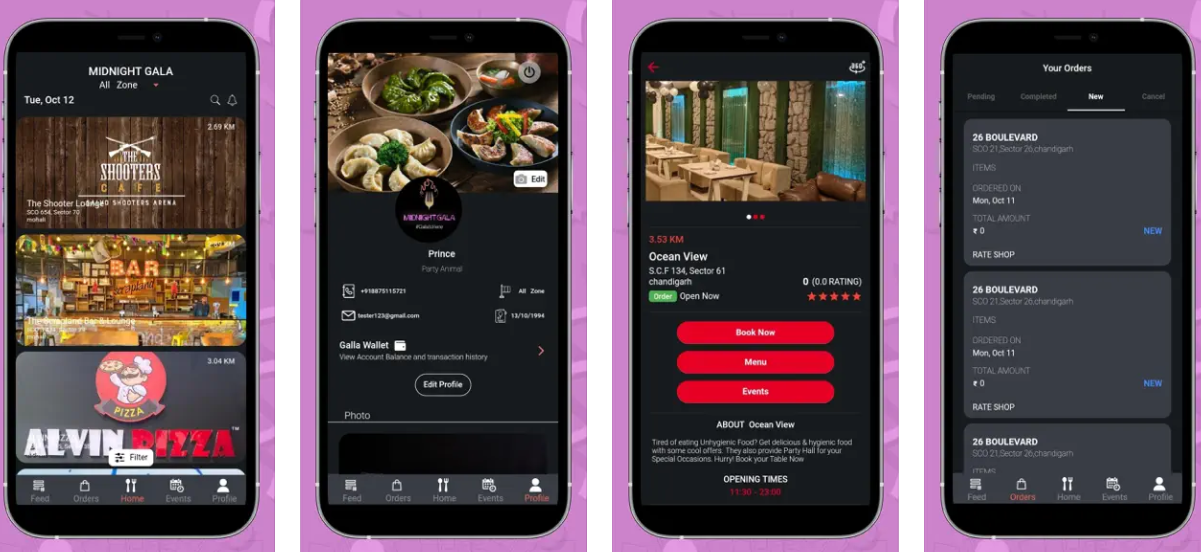 MIDNIGHT GALA
All Zone
Tue, Oct 12
2.69 KM
THE
SHOOTERS
CAFE
GRAND SHOOTERS ARENA
The Shooter Lounge
SCO 654, Sector 70
mohali
BAR
The Scrapyard Bar & Lounge
3.04 KM
PIZZA
ALVIN PIZZA
TM
Filter
Feed
Orders
Home
Events
Profile
Edit
MIDNIGHT GALA
Prince
Party Animal
+918875115721
All Zone
tester123@gmail.com
13/10/1994
Galla Wallet
View Account Balance and transaction history
Edit Profile
Photo
Feed
Orders
Home
Events
Profile
360°
3.53 KM
Ocean View
S.C.F 134, Sector 61
chandigarh
0 (0.0 RATING)
Order Open Now
Book Now
Menu
Events
ABOUT Ocean View
Tired of eating Unhygienic Food? Get delicious & hygienic food
with some cool offers. They also provide Party Hall for your
Special Occasions. Hurry! Book your Table Now
OPENING TIMES
11:30 - 23:00
Your Orders
Pending
Completed
New
Cancel
26 BOULEVARD
SCO 21,Sector 26,chandigarh
ITEMS
ORDERED ON
Mon, Oct 11
TOTAL AMOUNT
₹ 0
NEW
RATE SHOP
26 BOULEVARD
SCO 21,Sector 26,chandigarh
ITEMS
ORDERED ON
Mon, Oct 11
TOTAL AMOUNT
₹ 0
NEW
RATE SHOP
26 BOULEVARD
SCO 21,Sector 26,chandigarh
ITEMS
Feed
Orders
Home
Events
Profile